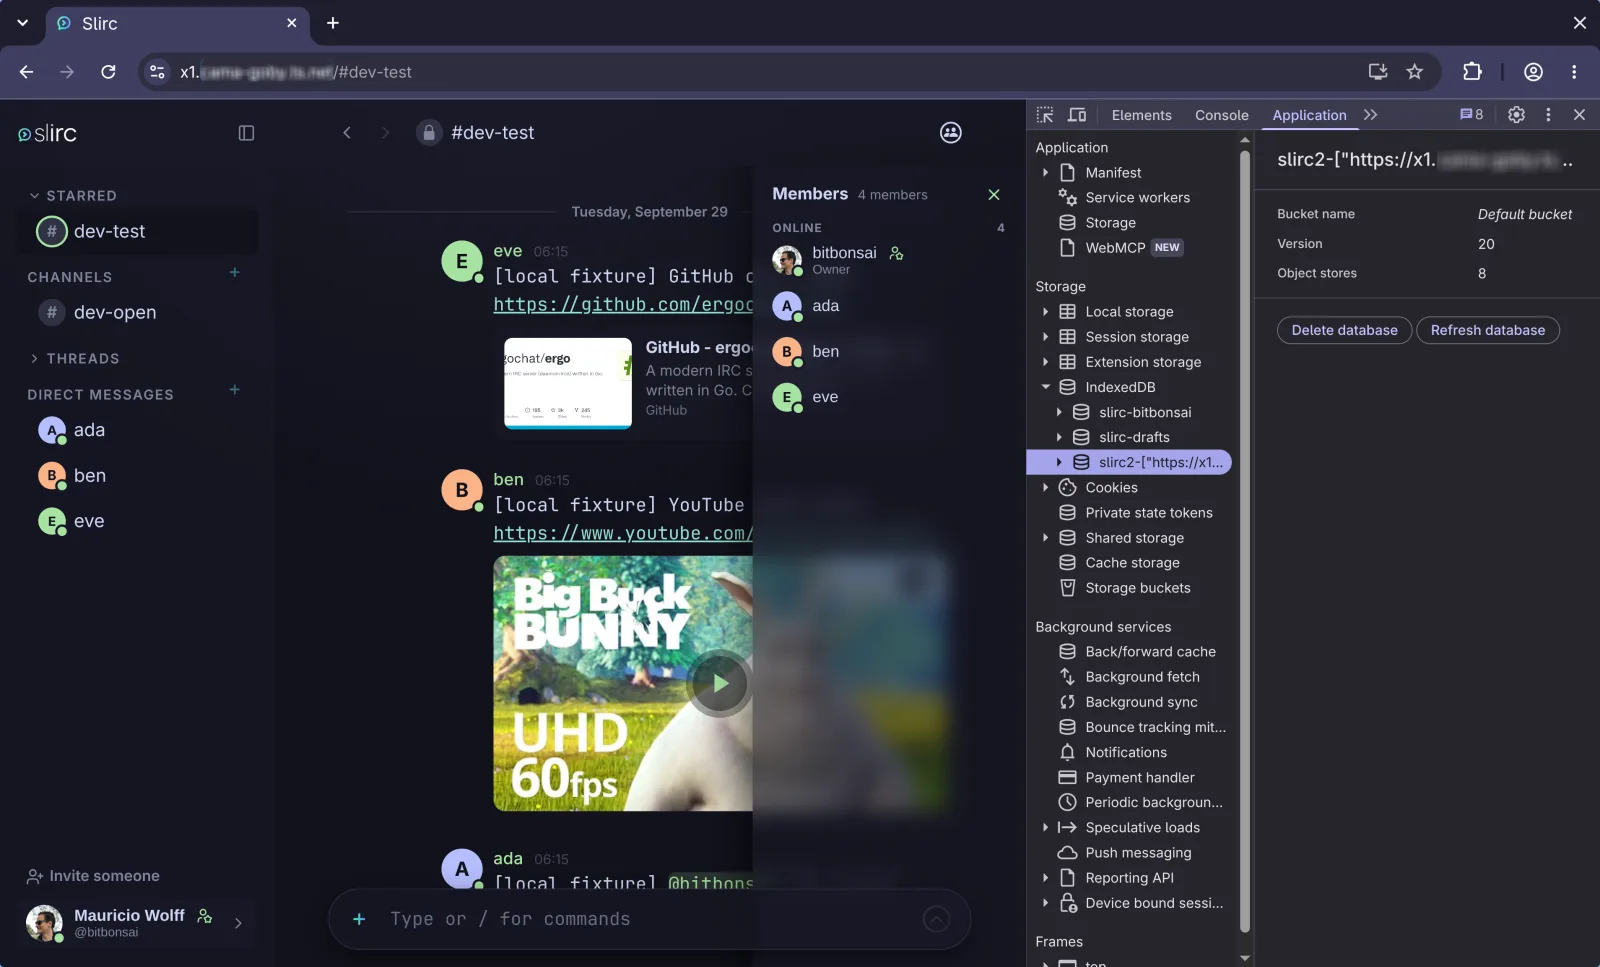 Slirc
x1. /#dev-test
slirc
#dev-test
STARRED
# dev-test
CHANNELS
# dev-open
THREADS
DIRECT MESSAGES
A ada
B ben
E eve
Invite someone
Mauricio Wolff
@bitbonsai
Tuesday, September 29
E eve 06:15
[local fixture] GitHub
https://github.com/ergoc
gochat/ergo
GitHub - ergo
A modern IRC s
written in Go. C
GitHub
B ben 06:15
[local fixture] YouTube
https://www.youtube.com/
Big Buck
BUNNY
UHD
60fps
A ada 06:15
[local fixture] @bitbons
Type or / for commands
Members 4 members
ONLINE 4
bitbonsai
Owner
A ada
B ben
E eve
Elements Console Application 8
Application
Manifest
Service workers
Storage
WebMCP NEW
Storage
Local storage
Session storage
Extension storage
IndexedDB
slirc-bitbonsai
slirc-drafts
slirc2-["https://x1...
Cookies
Private state tokens
Shared storage
Cache storage
Storage buckets
Background services
Back/forward cache
Background fetch
Background sync
Bounce tracking mit...
Notifications
Payment handler
Periodic backgroun...
Speculative loads
Push messaging
Reporting API
Device bound sessi...
Frames
top
slirc2-["https://x1. ..
Bucket name Default bucket
Version 20
Object stores 8
Delete database Refresh database